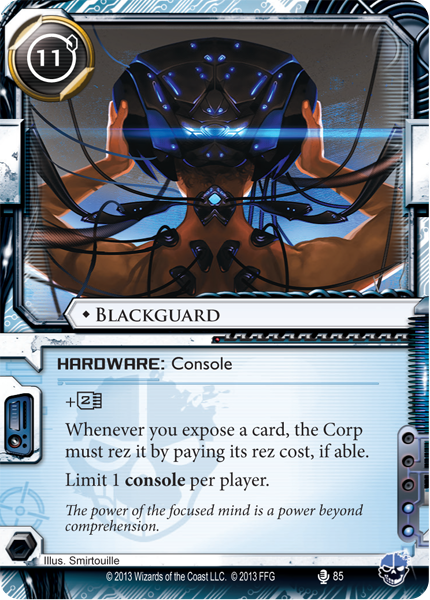 11
BLACKGUARD
HARDWARE: Console
+2
Whenever you expose a card, the Corp
must rez it by paying its rez cost, if able.
Limit 1 console per player.
The power of the focused mind is a power beyond
comprehension.
Illus. Smirtouille
© 2013 Wizards of the Coast LLC. © 2013 FFG 85